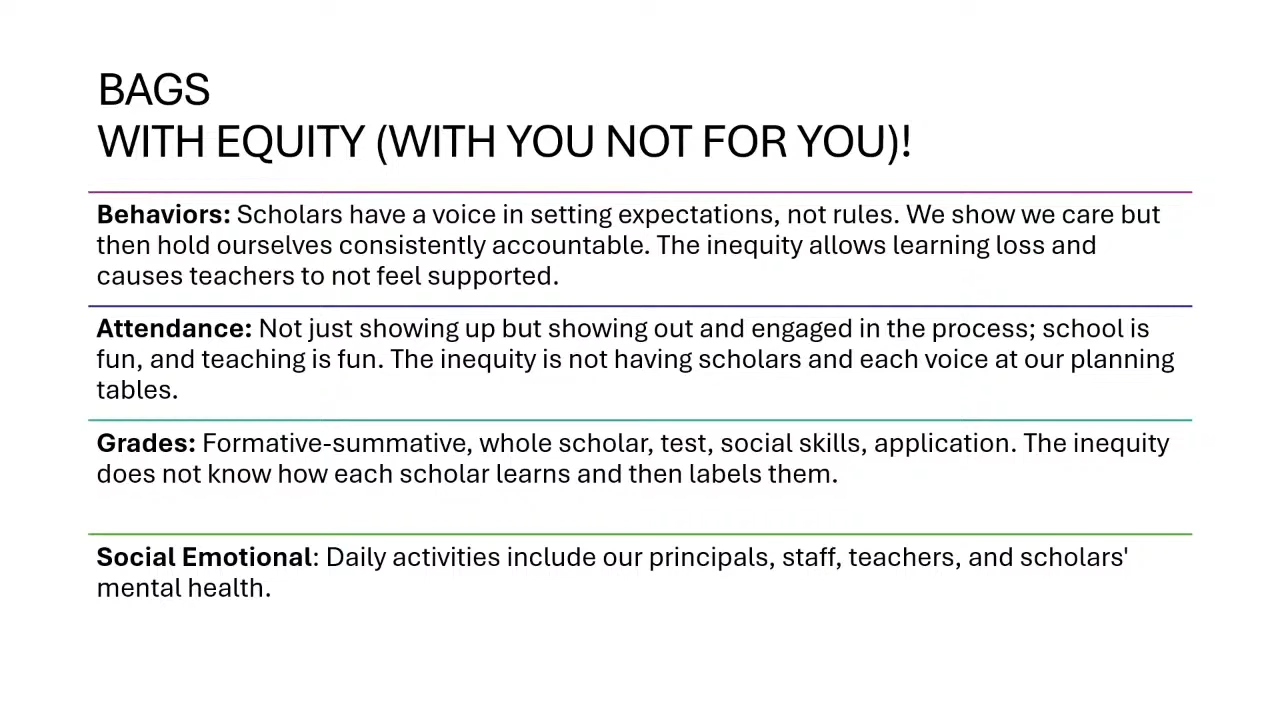 BAGS
WITH EQUITY (WITH YOU NOT FOR YOU)!
Behaviors: Scholars have a voice in setting expectations, not rules. We show we care but
then hold ourselves consistently accountable. The inequity allows learning loss and
causes teachers to not feel supported.
Attendance: Not just showing up but showing out and engaged in the process; school is
fun, and teaching is fun. The inequity is not having scholars and each voice at our planning
tables.
Grades: Formative-summative, whole scholar, test, social skills, application. The inequity
does not know how each scholar learns and then labels them.
Social Emotional: Daily activities include our principals, staff, teachers, and scholars'
mental health.